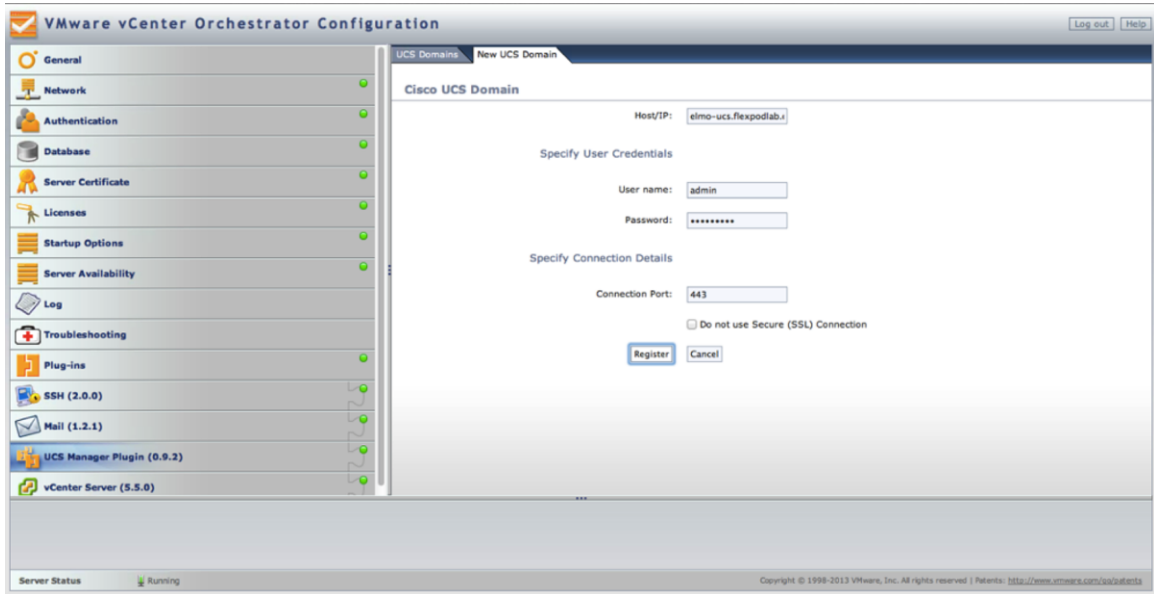 VMware vCenter Orchestrator Configuration
Log out
Help
General
Network
Authentication
Database
Server Certificate
Licenses
Startup Options
Server Availability
Log
Troubleshooting
Plug-ins
SSH (2.0.0)
Mail (1.2.1)
UCS Manager Plugin (0.9.2)
vCenter Server (5.5.0)
UCS Domains
New UCS Domain
Cisco UCS Domain
Host/IP: elmo-ucs.flexpodlab.
Specify User Credentials
User name: admin
Password: •••••••••
Specify Connection Details
Connection Port: 443
Do not use Secure (SSL) Connection
Register Cancel
Server Status Running
Copyright © 1998-2013 VMware, Inc. All rights reserved | Patents: http://www.vmware.com/go/patents